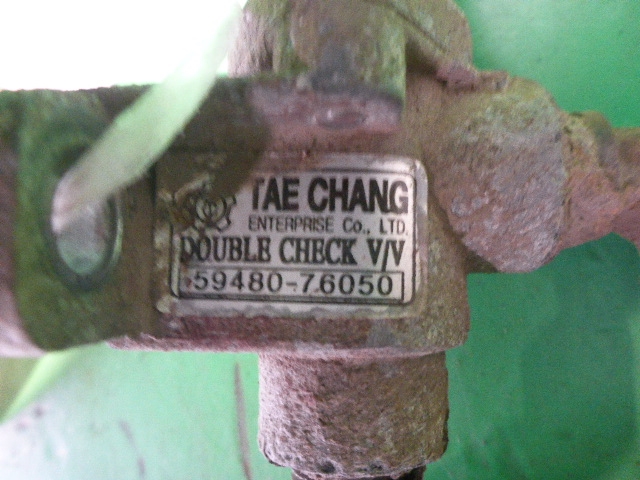 TAE CHANG
ENTERPRISE Co., LTD.
DOUBLE CHECK V/V
59480-76050